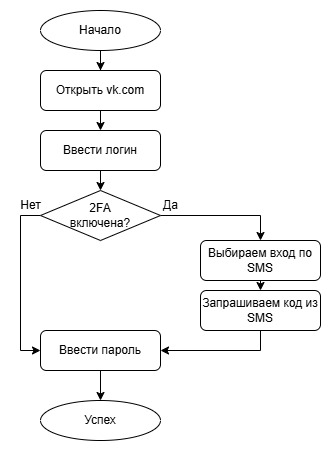 Начало
Открыть vk.com
Ввести логин
2FA
включена?
Нет
Да
Выбираем вход по
SMS
Запрашиваем код из
SMS
Ввести пароль
Успех